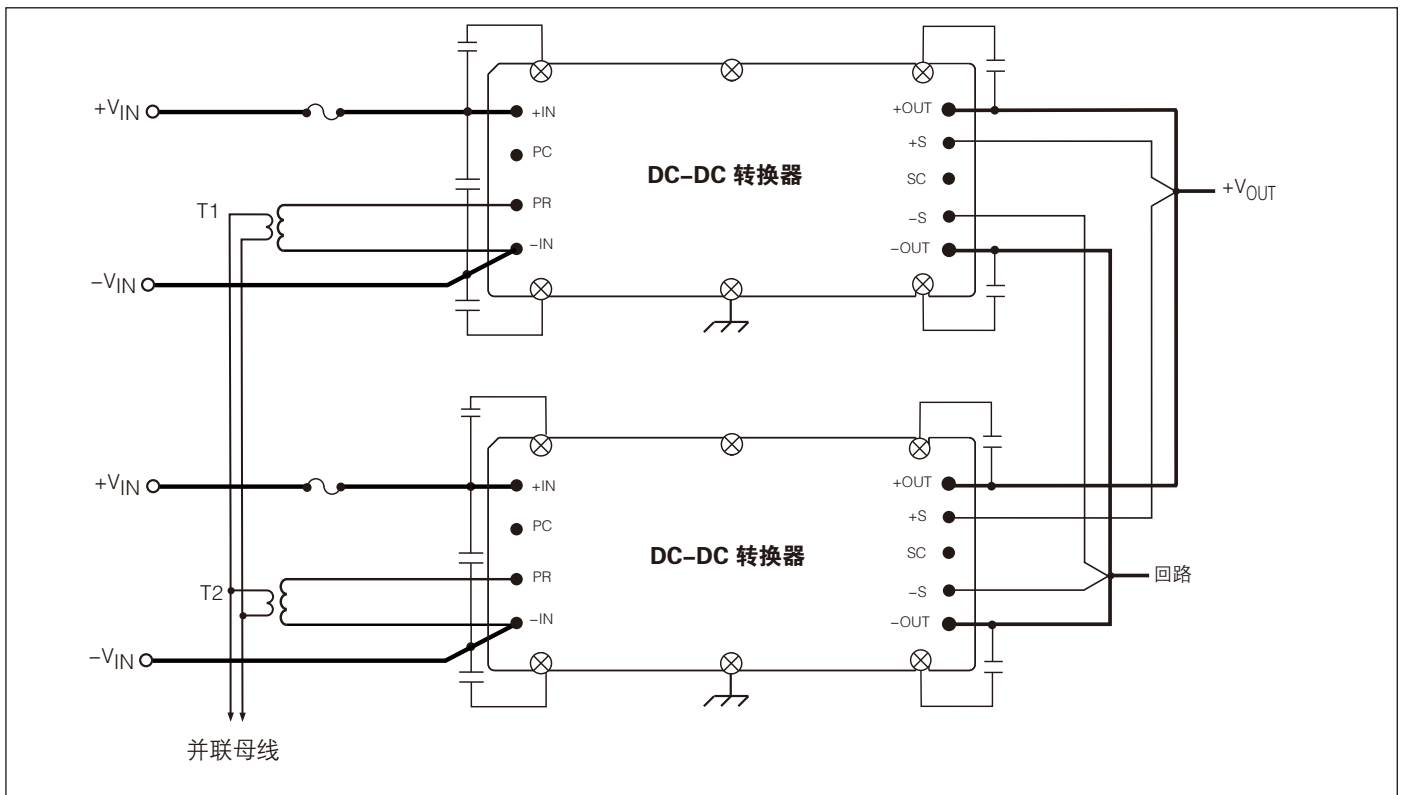 +VIN
+IN
PC
T1
PR
-IN
−VIN
DC–DC 转换器
+OUT
+S
SC
–S
–OUT
+VOUT
+VIN
+IN
PC
T2
PR
-IN
−VIN
DC–DC 转换器
+OUT
+S
SC
–S
–OUT
回路
并联母线